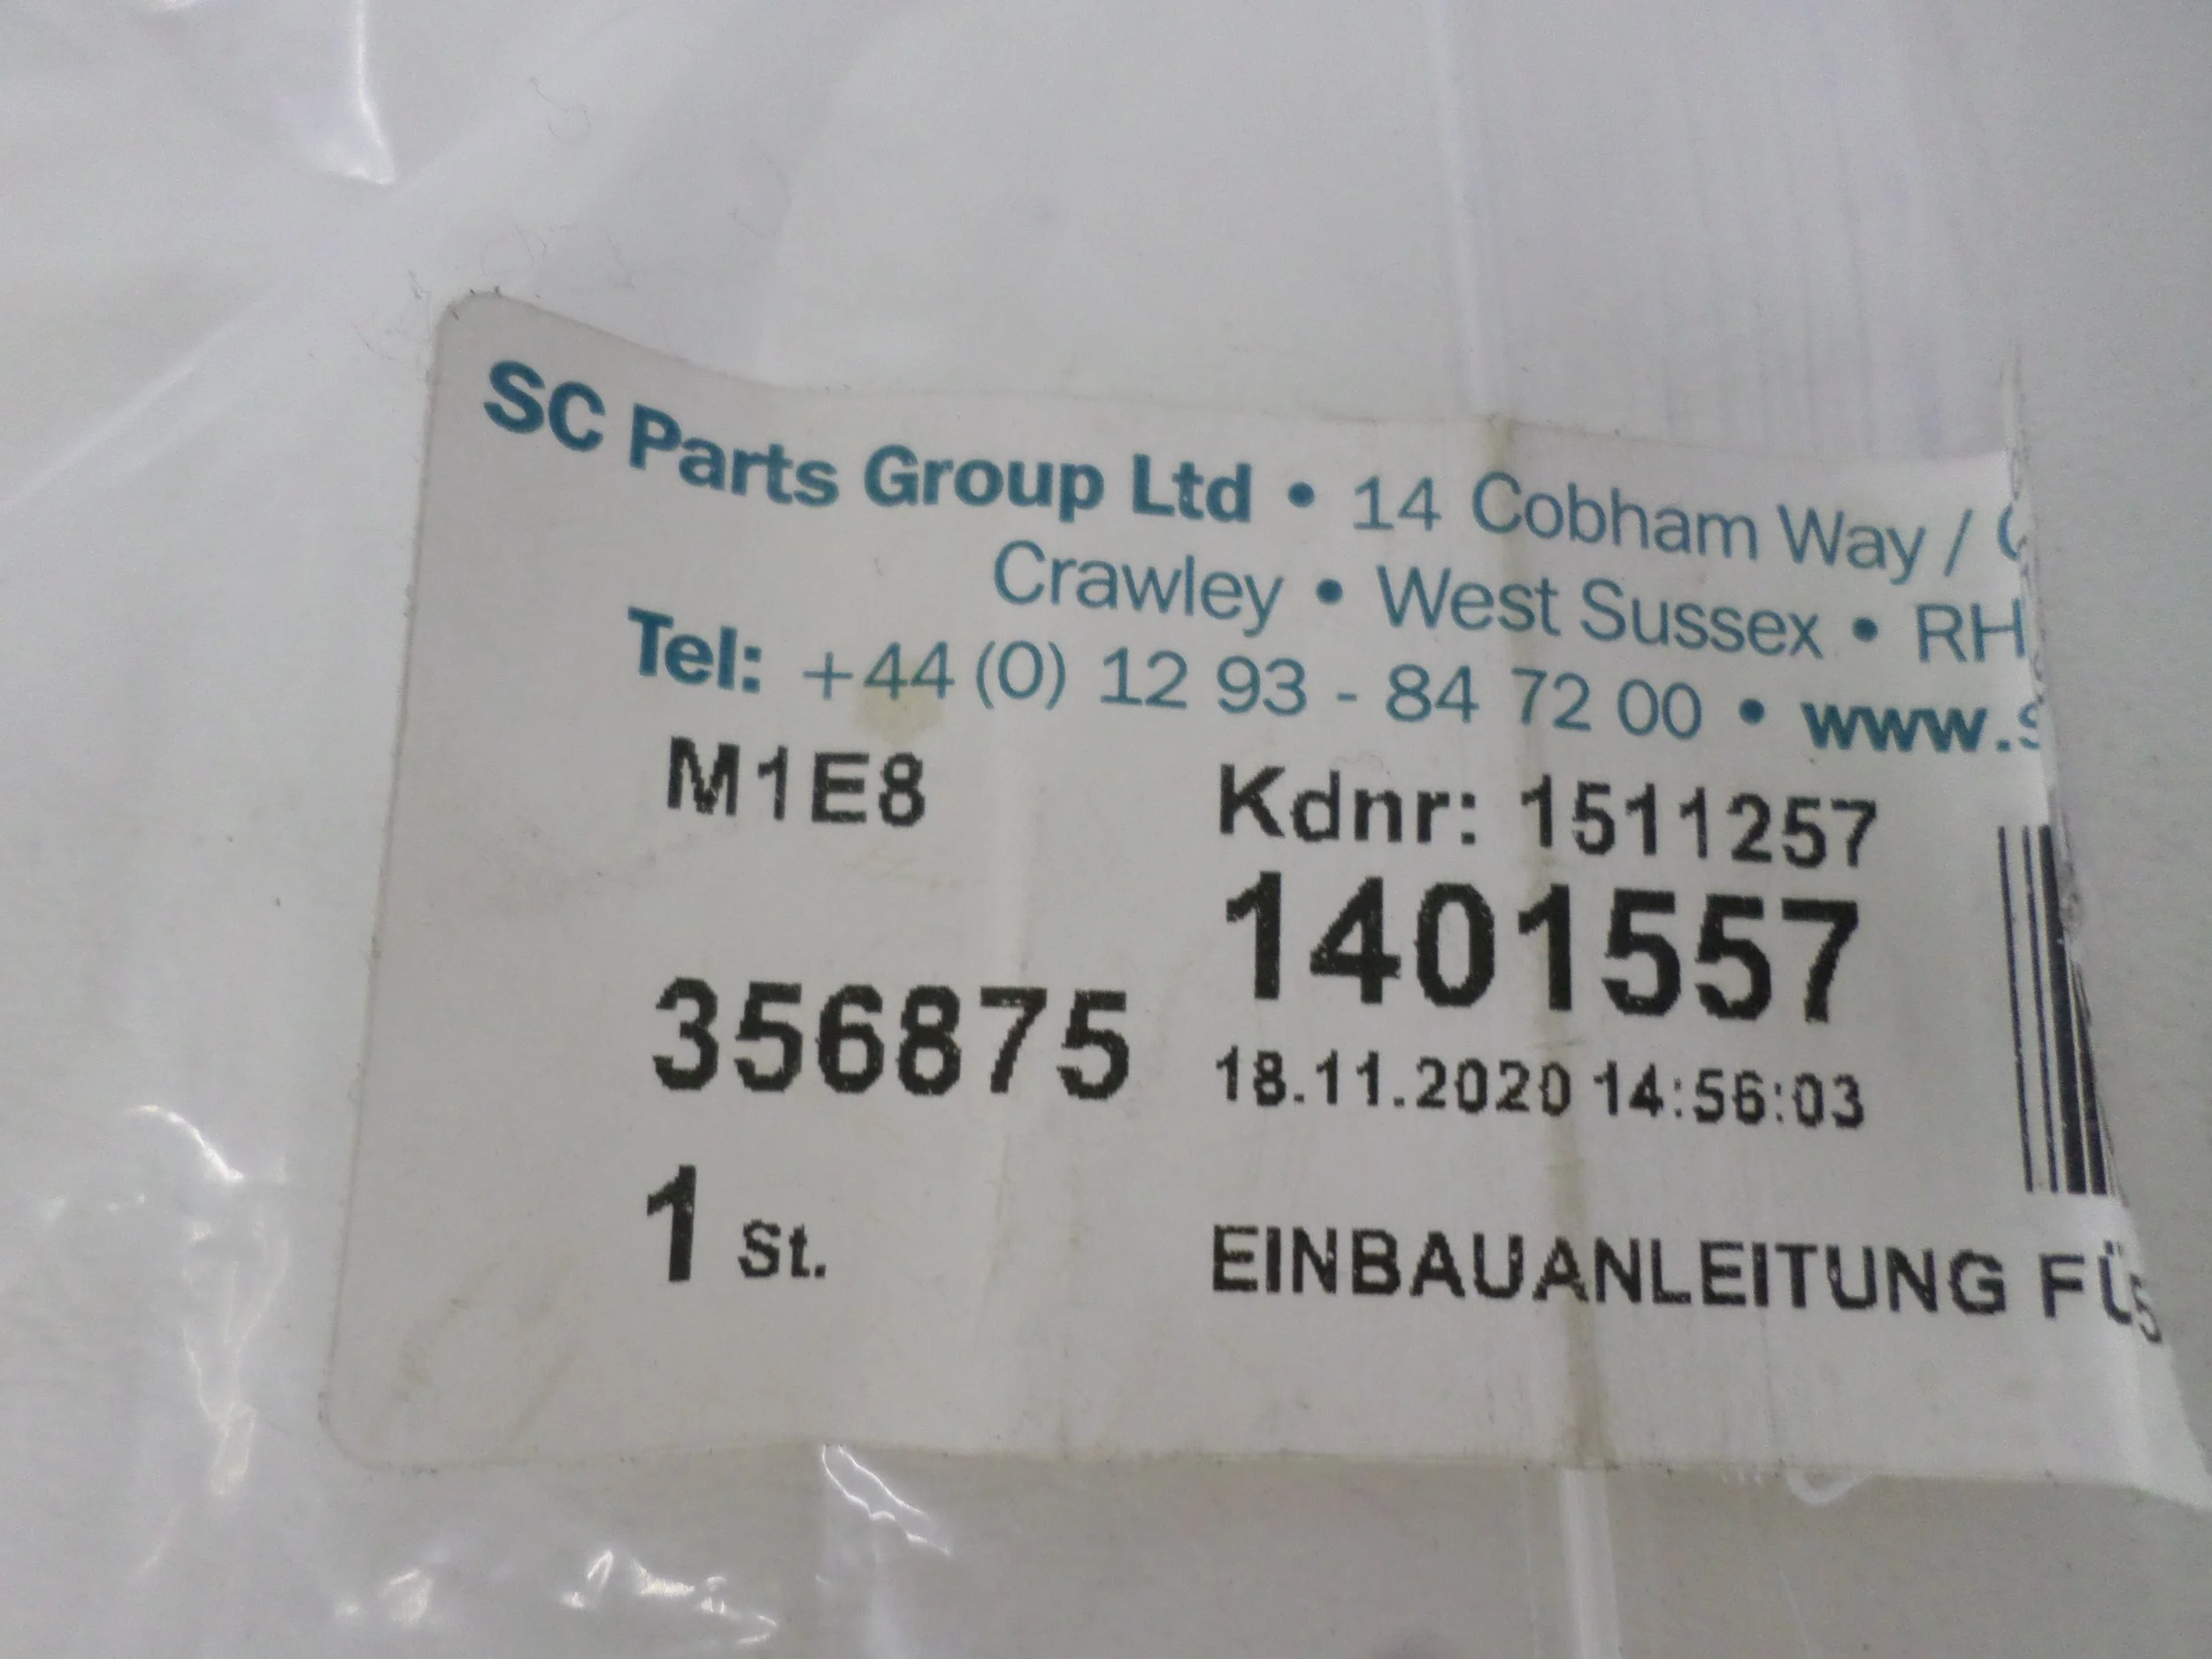 SC Parts Group Ltd • 14 Cobham Way /
Crawley • West Sussex • RH
Tel: +44 (0) 12 93 - 84 72 00 • www.
M1E8 Kdnr: 1511257
1401557
356875
18.11.2020 14:56:03
1 St. EINBAUANLEITUNG